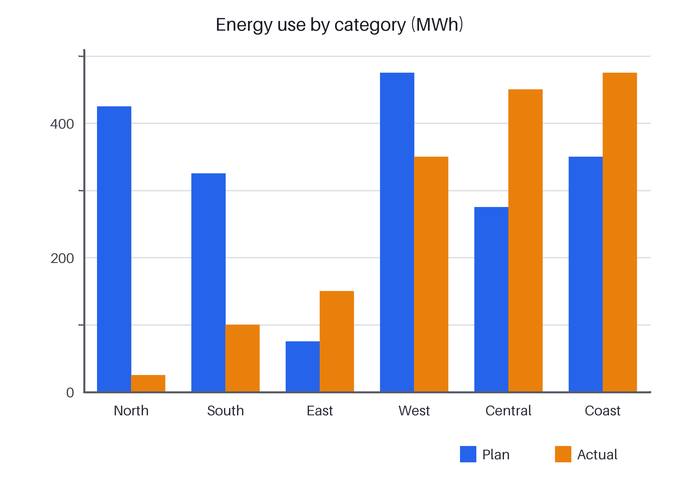 Energy use by category (MWh)
400
200
0
North South East West Central Coast
Plan Actual